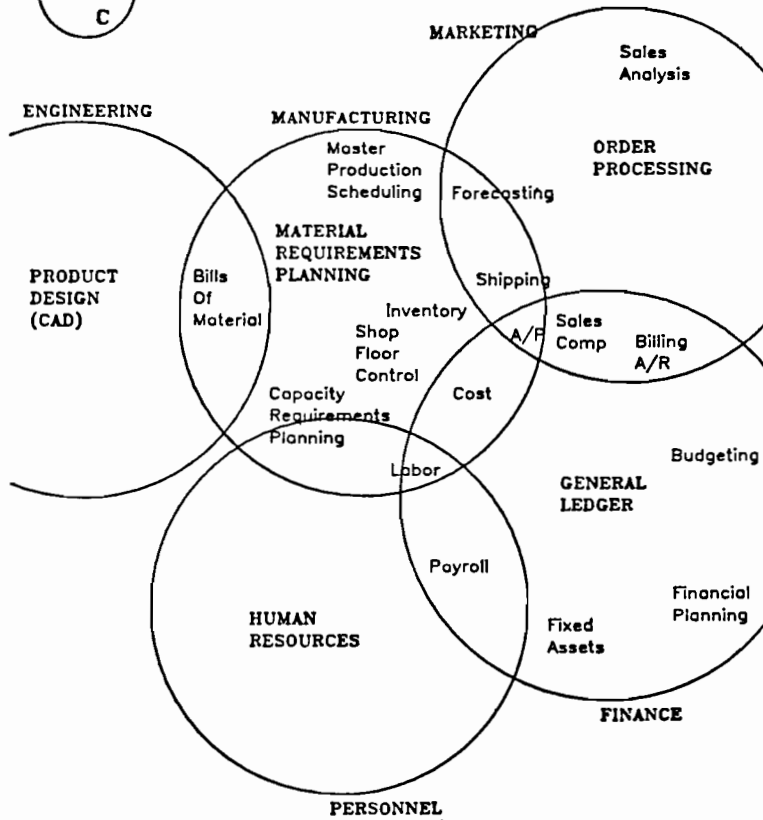 C
MARKETING
Sales
Analysis
ENGINEERING
MANUFACTURING
Master
Production
Scheduling
ORDER
PROCESSING
Forecasting
MATERIAL
REQUIREMENTS
PLANNING
PRODUCT
DESIGN
(CAD)
Bills
Of
Material
Shipping
Inventory
Shop
Floor
Control
A/P
Sales
Comp
Billing
A/R
Capacity
Requirements
Planning
Cost
Labor
Budgeting
GENERAL
LEDGER
Payroll
HUMAN
RESOURCES
Fixed
Assets
Financial
Planning
FINANCE
PERSONNEL